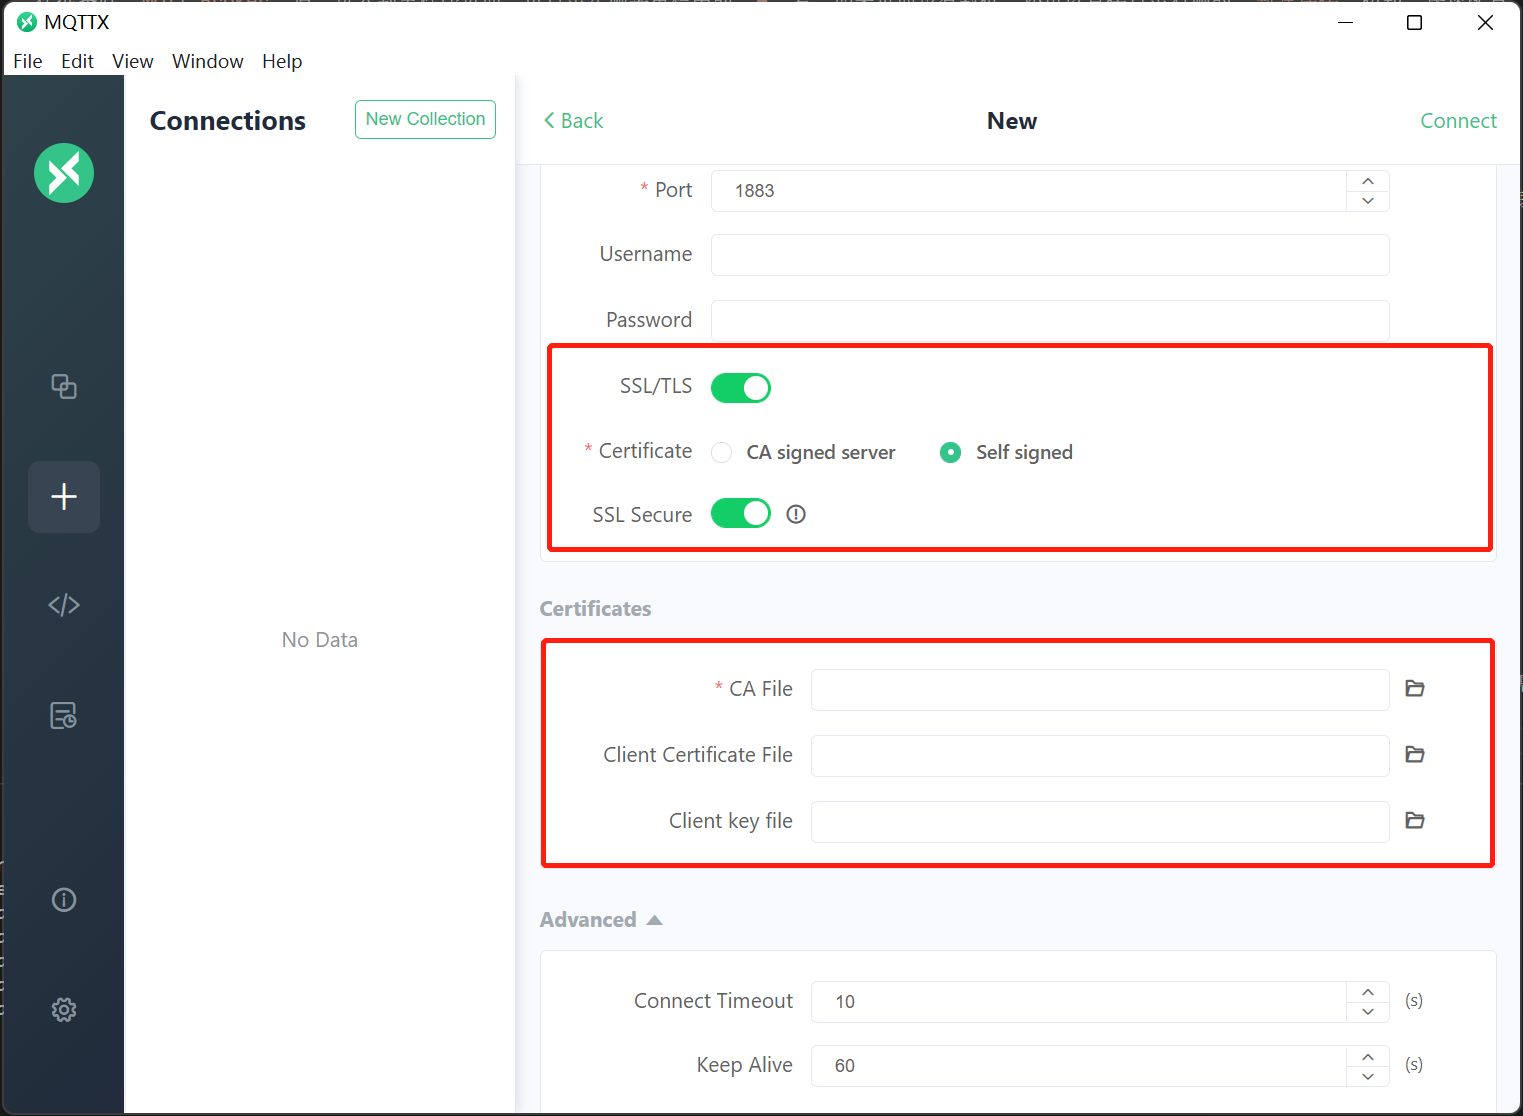 MQTTX
File Edit View Window Help
Connections
New Collection
Back
New
Connect
* Port
1883
Username
Password
SSL/TLS
* Certificate
CA signed server
Self signed
SSL Secure
No Data
Certificates
* CA File
Client Certificate File
Client key file
Advanced
Connect Timeout
10
(s)
Keep Alive
60
(s)